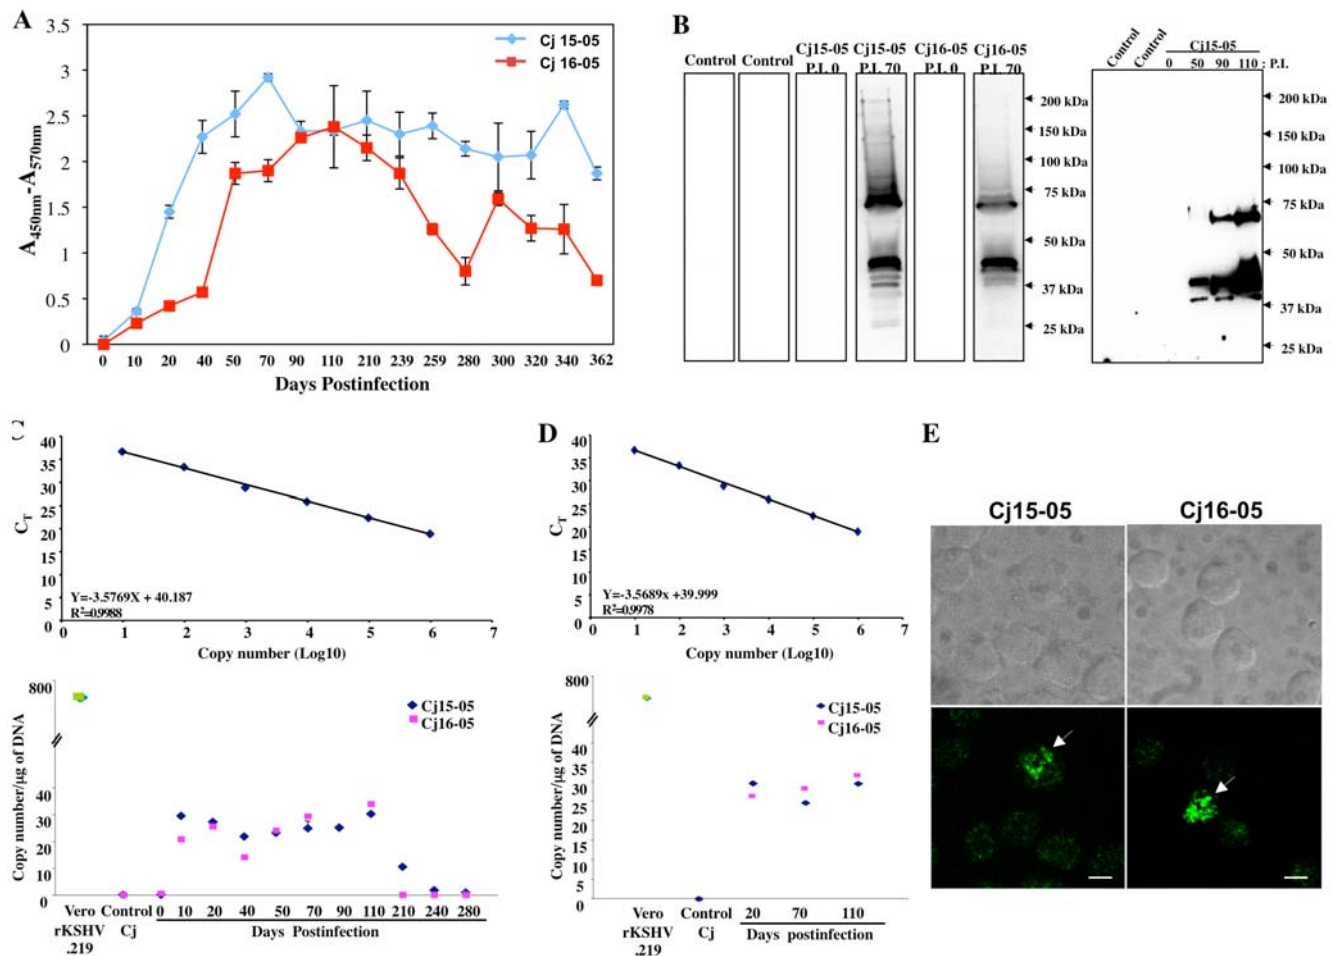 A
3.5
3
2.5
2
1.5
1
0.5
0
A450nm-A570nm
Cj 15-05
Cj 16-05
0 10 20 40 50 70 90 110 210 239 259 280 300 320 340 362
Days Postinfection
B
Control Control Cj15-05 P.I. 0 Cj15-05 P.I. 70 Cj16-05 P.I. 0 Cj16-05 P.I. 70
200 kDa
150 kDa
100 kDa
75 kDa
50 kDa
37 kDa
25 kDa
Control Control Cj15-05
0 50 90 110 : P.I.
200 kDa
150 kDa
100 kDa
75 kDa
50 kDa
37 kDa
25 kDa
40
35
30
25
20
15
10
5
0
CT
Y=-3.5769X + 40.187
R2=0.9988
0 1 2 3 4 5 6 7
Copy number (Log10)
800
40
30
20
10
0
Copy number/µg of DNA
Cj15-05
Cj16-05
Vero rKSHV .219
Control Cj
0 10 20 40 50 70 90 110 210 240 280
Days Postinfection
D
40
35
30
25
20
15
10
5
0
CT
Y=-3.5689X +39.999
R2=0.9978
0 1 2 3 4 5 6 7
Copy number (Log10)
800
40
35
30
25
20
15
10
5
0
Copy number/µg of DNA
Cj15-05
Cj16-05
Vero rKSHV .219
Control Cj
20 70 110
Days postinfection
E
Cj15-05 Cj16-05